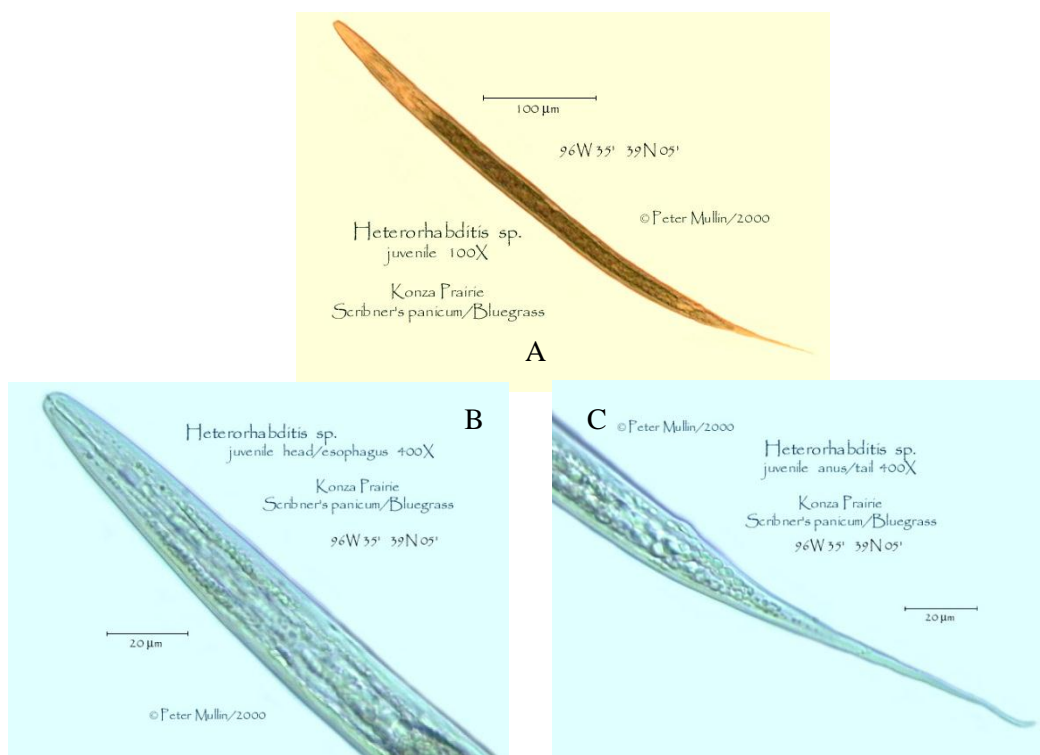 100 µm
96W 35' 39N 05'
© Peter Mullin/2000
Heterorhabditis sp.
juvenile 100X
Konza Prairie
Scribner's panicum/Bluegrass
A
B
Heterorhabditis sp.
juvenile head/esophagus 400X
Konza Prairie
Scribner's panicum/Bluegrass
96W 35' 39N 05'
20 µm
© Peter Mullin/2000
C
© Peter Mullin/2000
Heterorhabditis sp.
juvenile anus/tail 400X
Konza Prairie
Scribner's panicum/Bluegrass
96W 35' 39N 05'
20 µm